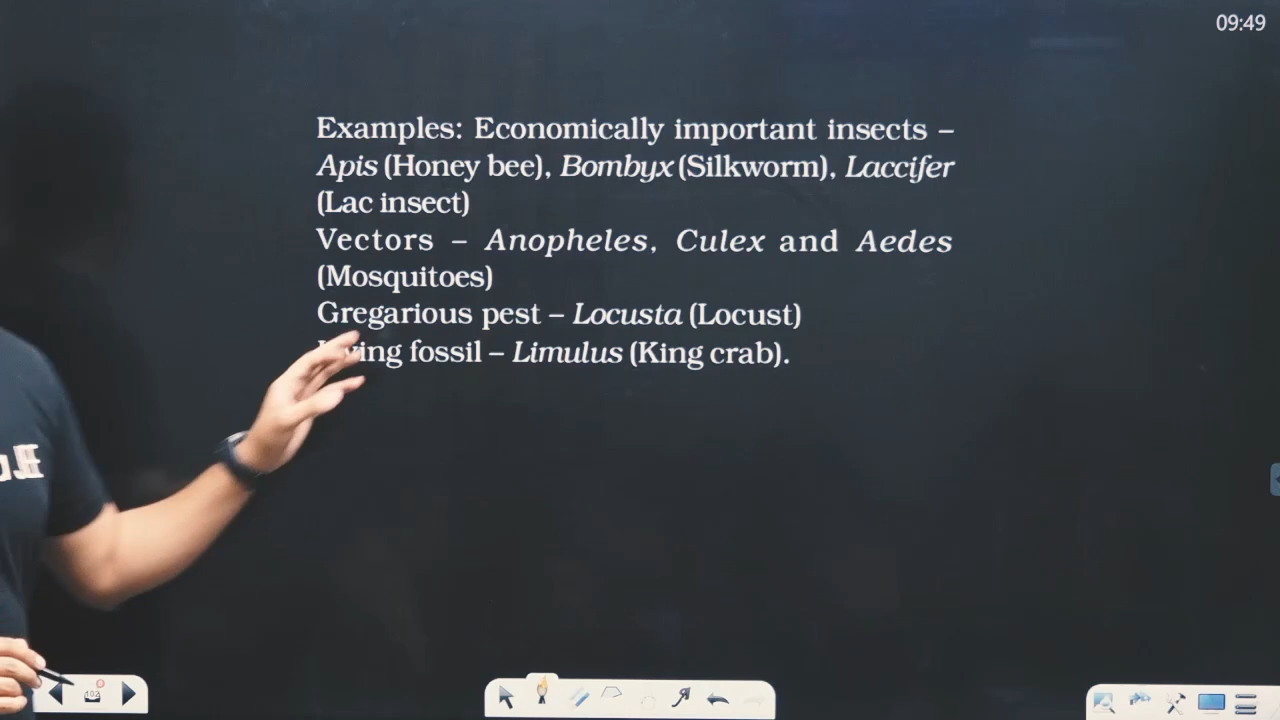 09:49
Examples: Economically important insects –
Apis (Honey bee), Bombyx (Silkworm), Laccifer
(Lac insect)
Vectors – Anopheles, Culex and Aedes
(Mosquitoes)
Gregarious pest – Locusta (Locust)
fossil – Limulus (King crab).
102